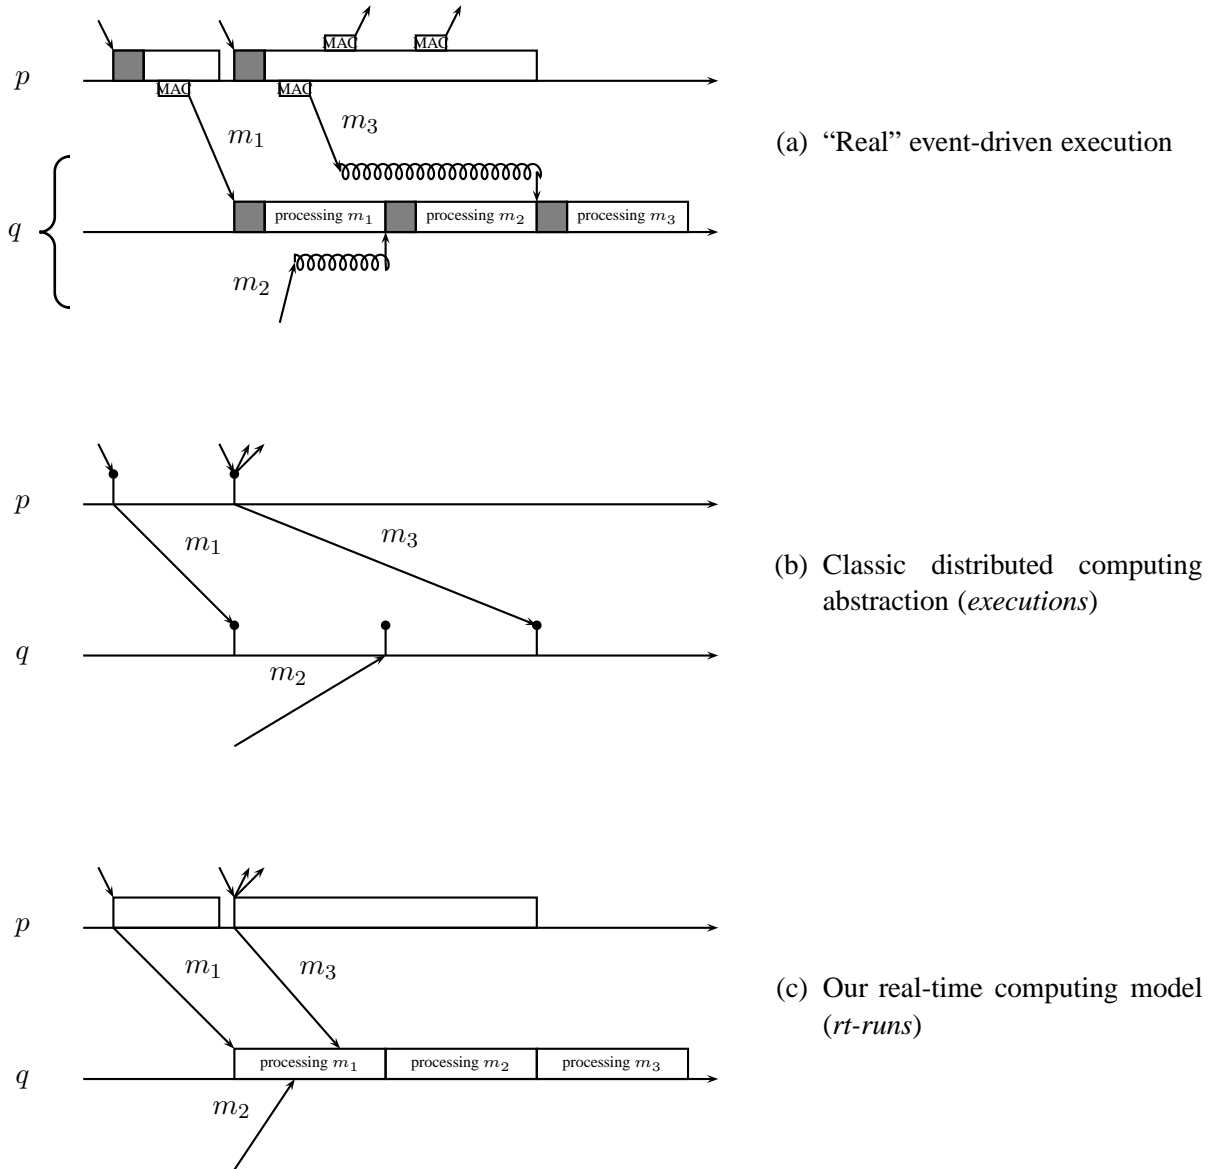 MAC MAC
p
MAC MAC
m₁ m₃
(a) “Real” event-driven execution
q
processing m₁ processing m₂ processing m₃
m₂
p
m₁ m₃
(b) Classic distributed computing
abstraction (executions)
q
m₂
p
m₁ m₃
(c) Our real-time computing model
(rt-runs)
q
processing m₁ processing m₂ processing m₃
m₂